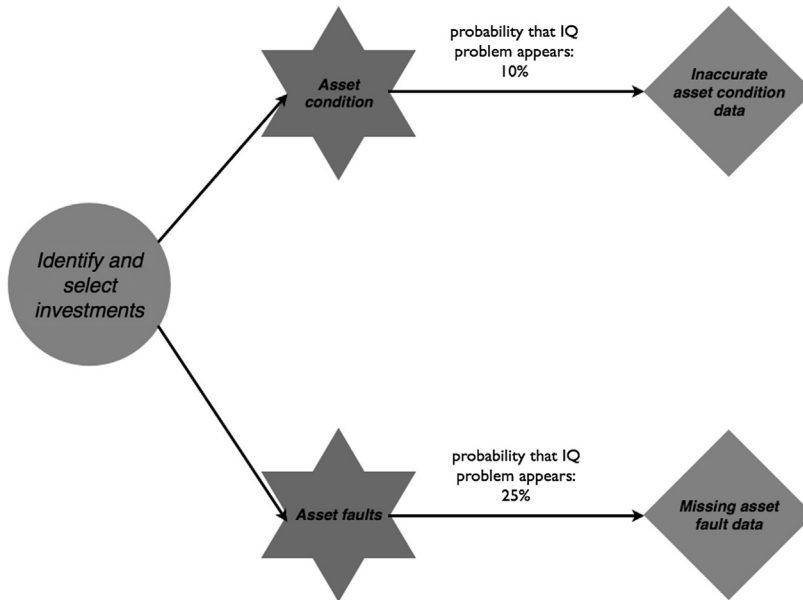 probability that IQ
problem appears:
10%
Asset
condition
Inaccurate
asset condition
data
Identify and
select
investments
probability that IQ
problem appears:
25%
Asset faults
Missing asset
fault data